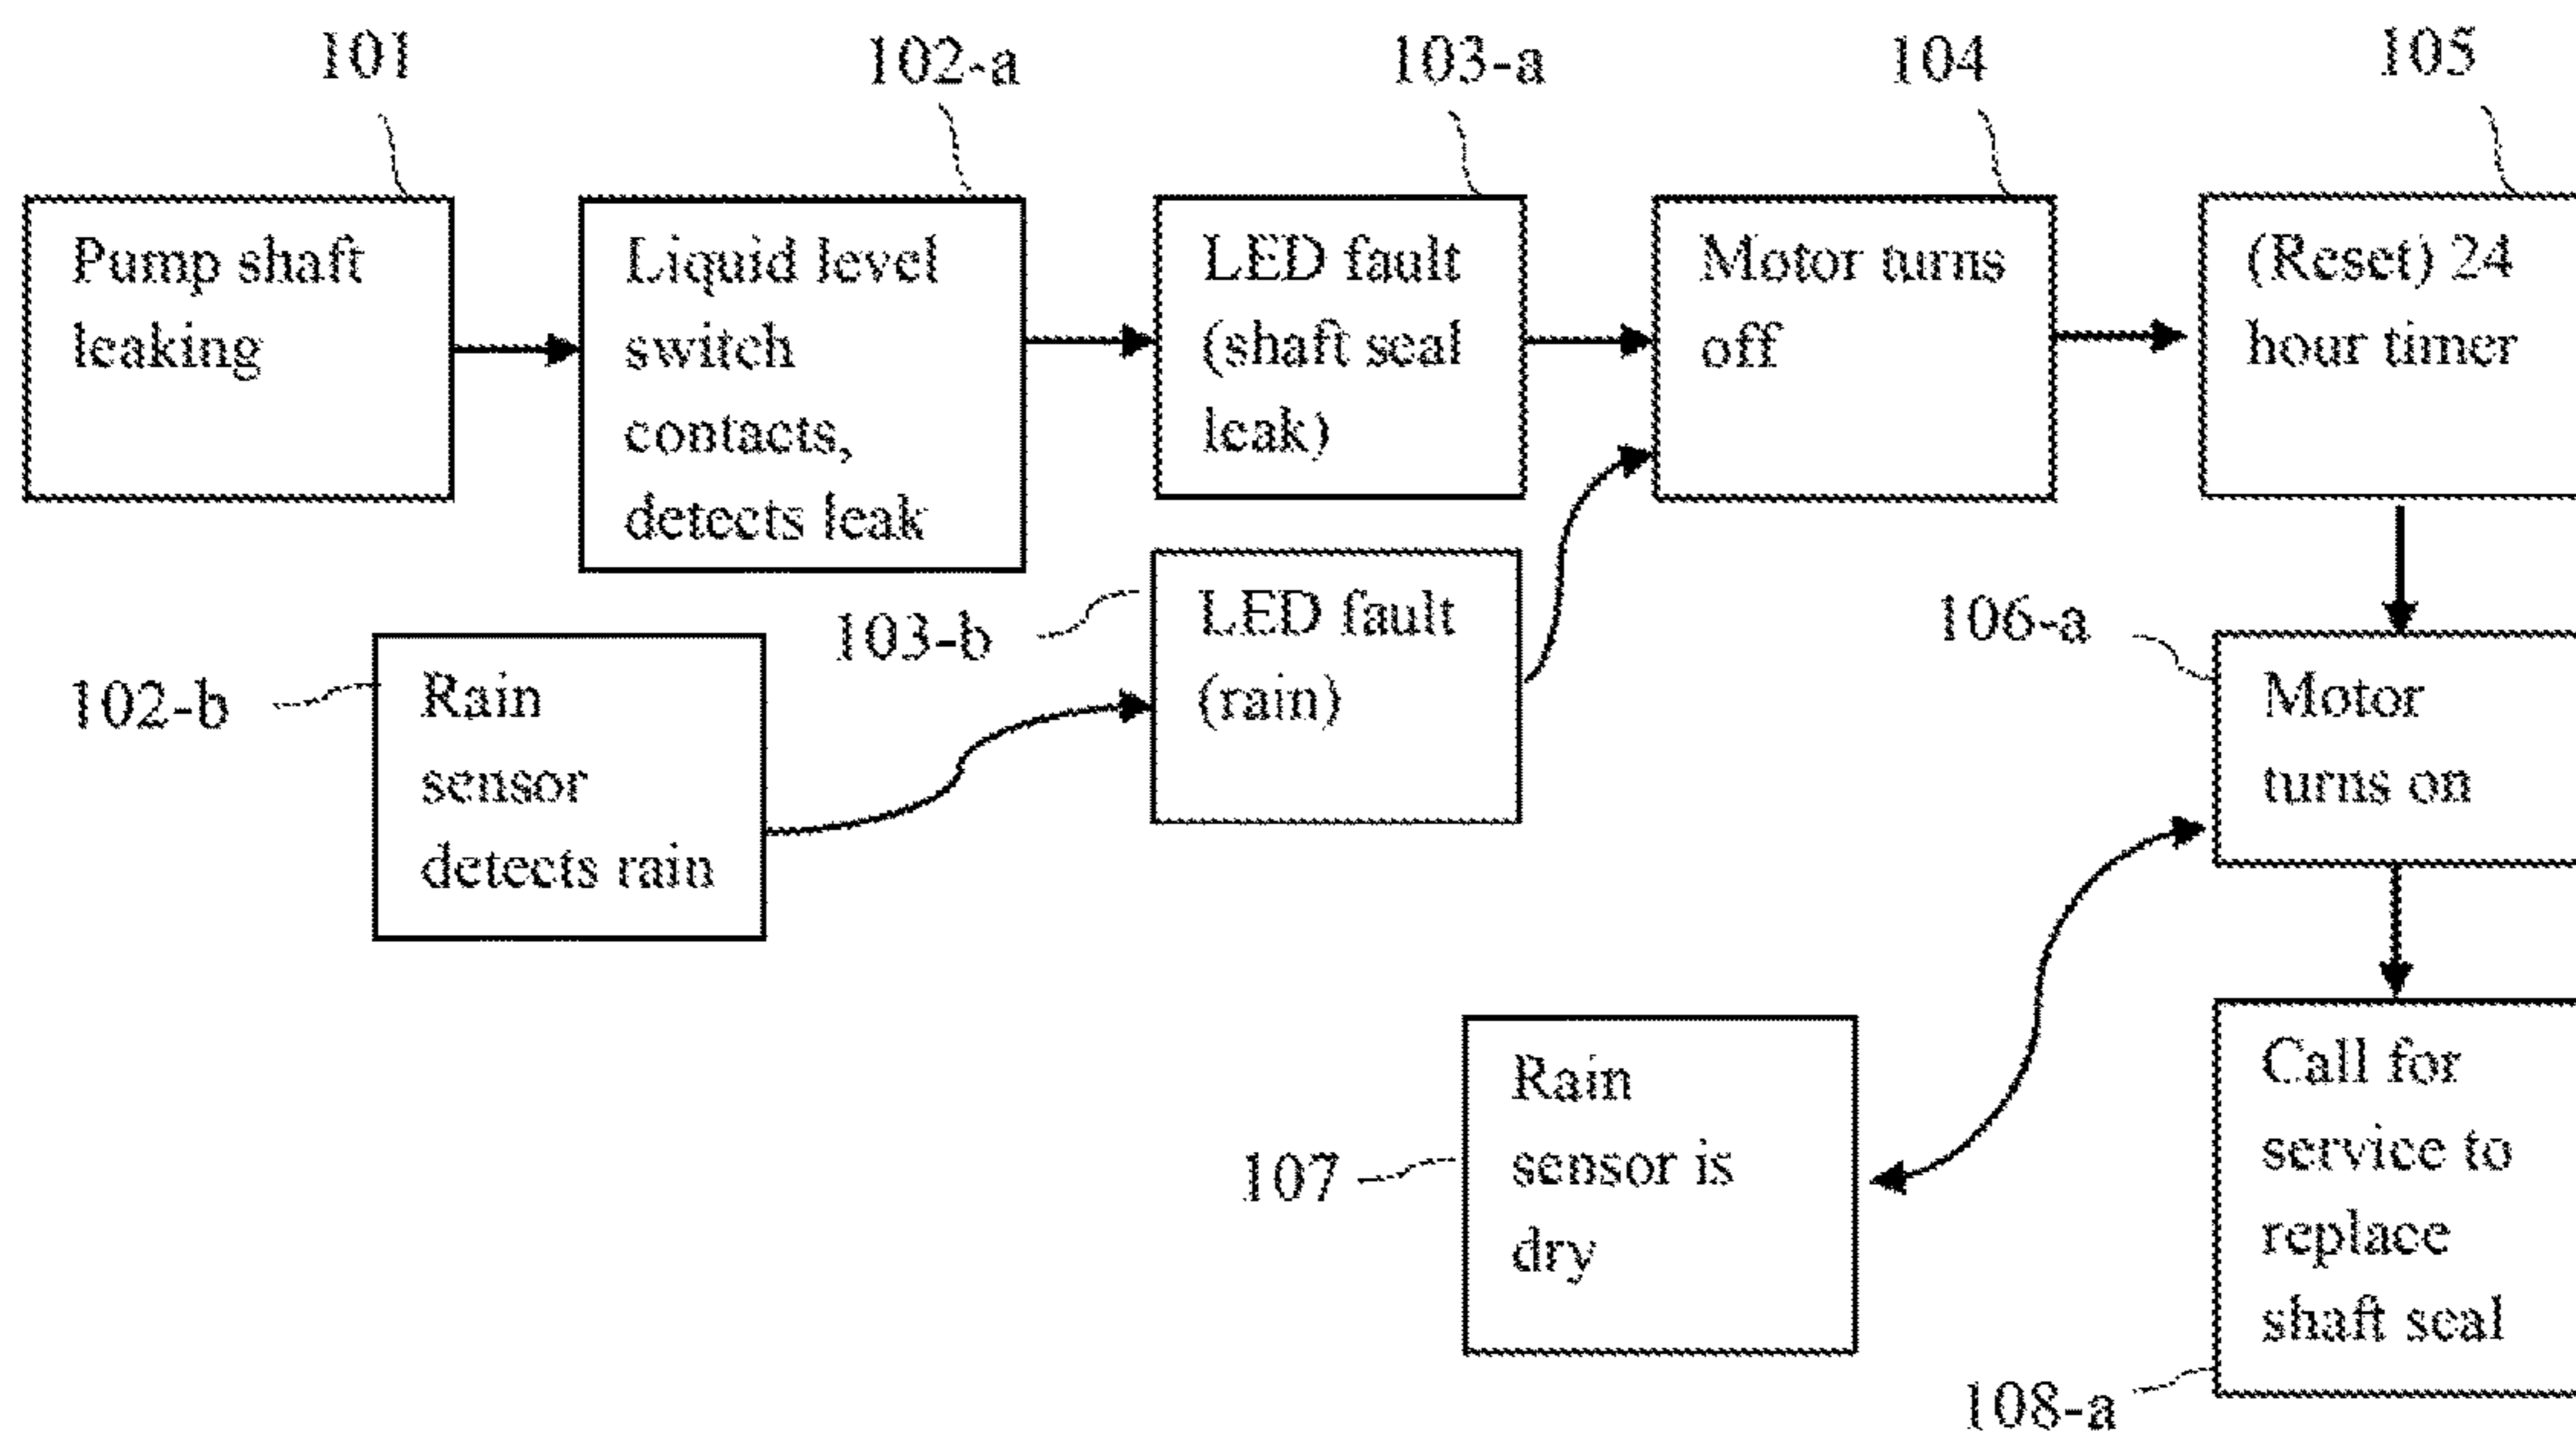 101
102-a
103-a
104
105
Pump shaft
leaking
Liquid level
switch
contacts,
detects leak
LED fault
(shaft seal
leak)
Motor turns
off
(Reset) 24
hour timer
102-b
Rain
sensor
detects rain
103-b
LED fault
(rain)
106-a
Motor
turns on
107
Rain
sensor is
dry
Call for
service to
replace
shaft seal
108-a